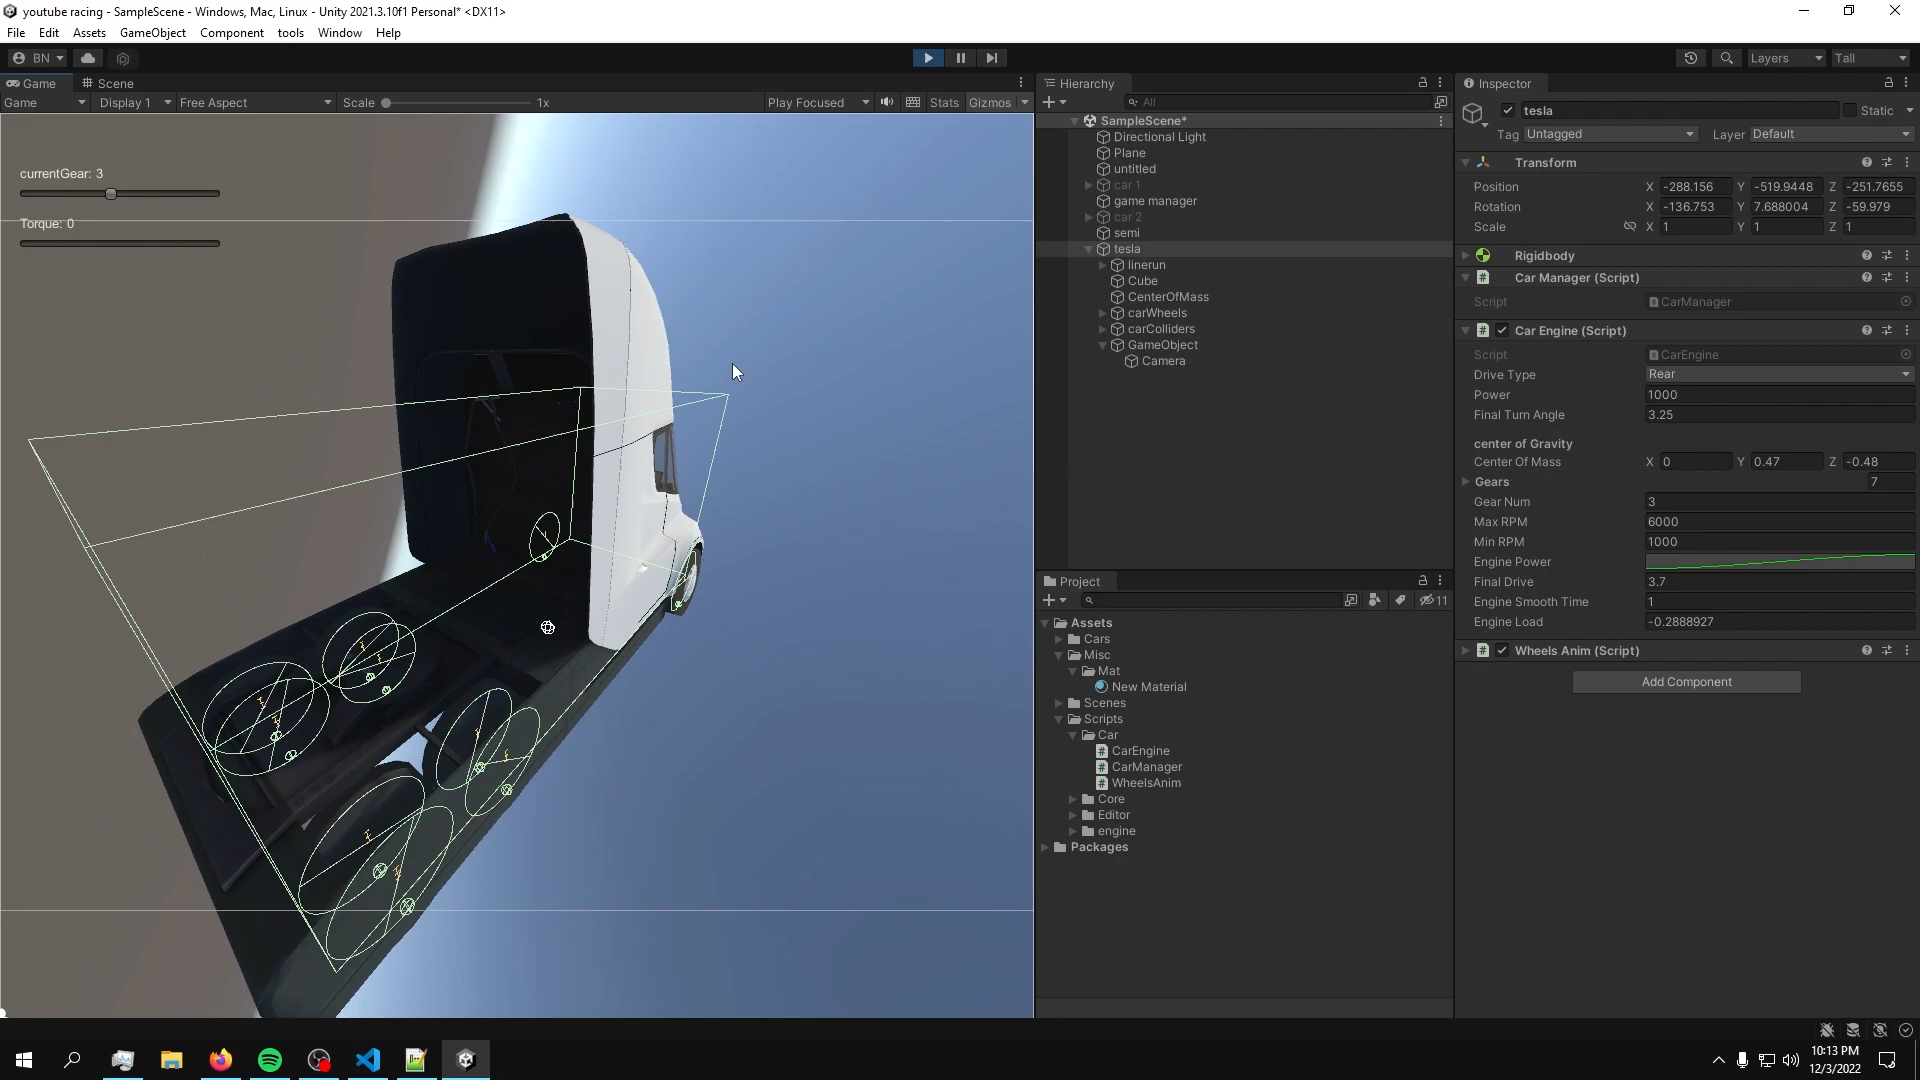 youtube racing - SampleScene - Windows, Mac, Linux - Unity 2021.3.10f1 Personal* <DX11>
File Edit Assets GameObject Component tools Window Help
BN Layers Tall
Game Scene
Game Display 1 Free Aspect Scale 1x Play Focused Stats Gizmos
currentGear: 3
Torque: 0
Hierarchy
All
SampleScene*
Directional Light
Plane
untitled
car 1
game manager
car 2
semi
tesla
linerun
Cube
CenterOfMass
carWheels
carColliders
GameObject
Camera
Project
11
Assets
Cars
Misc
Mat
New Material
Scenes
Scripts
Car
CarEngine
CarManager
WheelsAnim
Core
Editor
engine
Packages
Inspector
tesla Static
Tag Untagged Layer Default
Transform
Position X -288.156 Y -519.9448 Z -251.7655
Rotation X -136.753 Y 7.688004 Z -59.979
Scale X 1 Y 1 Z 1
Rigidbody
Car Manager (Script)
Script CarManager
Car Engine (Script)
Script CarEngine
Drive Type Rear
Power 1000
Final Turn Angle 3.25
center of Gravity
Center Of Mass X 0 Y 0.47 Z -0.48
Gears 7
Gear Num 3
Max RPM 6000
Min RPM 1000
Engine Power
Final Drive 3.7
Engine Smooth Time 1
Engine Load -0.2888927
Wheels Anim (Script)
Add Component
10:13 PM
12/3/2022